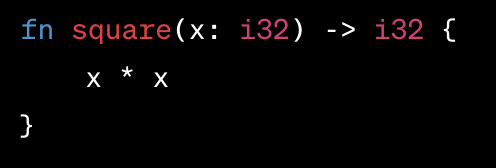 fn square(x: i32) -> i32 {
    x * x
}